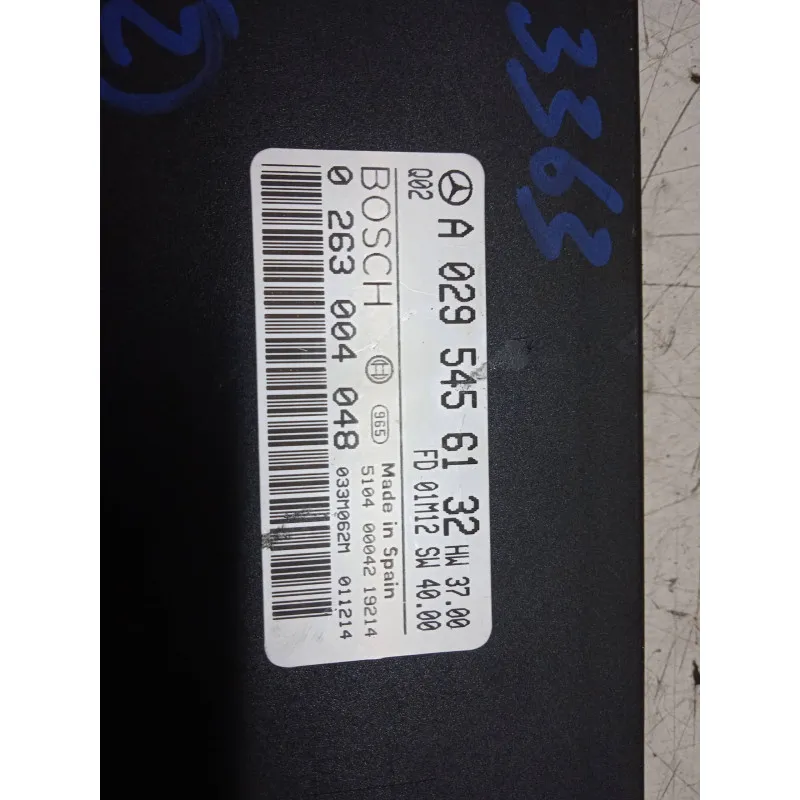 3363
2
A 029 545 61 32 HW 37.00
Q02 FD 01M12 SW 40.00
BOSCH 965 Made in Spain
5104 00042 19214
0 263 004 048 033M062M 011214